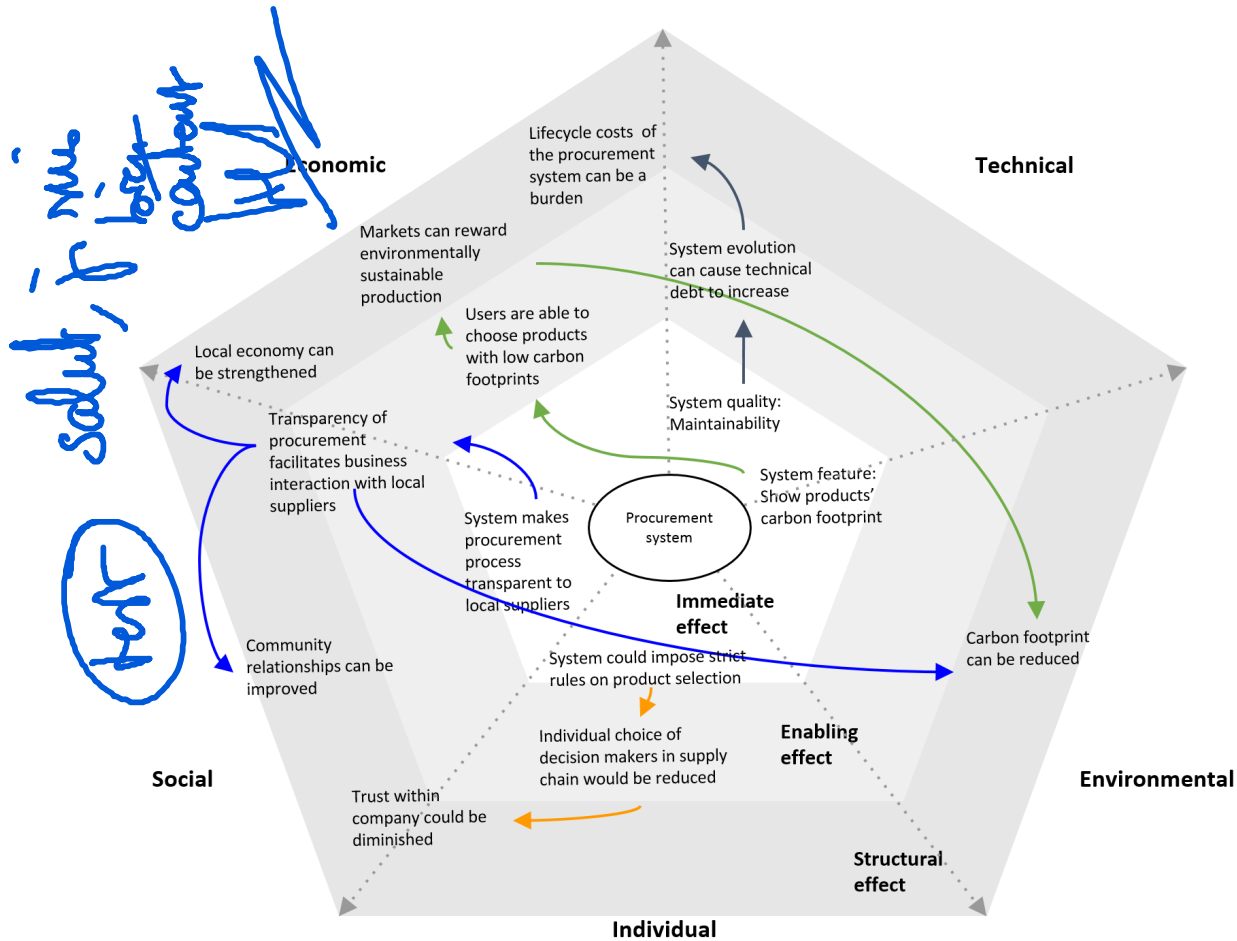 Economic
Technical
Lifecycle costs of
the procurement
system can be a
burden
Markets can reward
environmentally
sustainable
production
System evolution
can cause technical
debt to increase
Users are able to
choose products
with low carbon
footprints
Local economy can
be strengthened
System quality:
Maintainability
Transparency of
procurement
facilitates business
interaction with local
suppliers
System feature:
Show products’
carbon footprint
System makes
procurement
process
transparent to
local suppliers
Procurement
system
Immediate
effect
Carbon footprint
can be reduced
Community
relationships can be
improved
System could impose strict
rules on product selection
Individual choice of
decision makers in supply
chain would be reduced
Enabling
effect
Social
Environmental
Trust within
company could be
diminished
Structural
effect
Individual
salut,
test